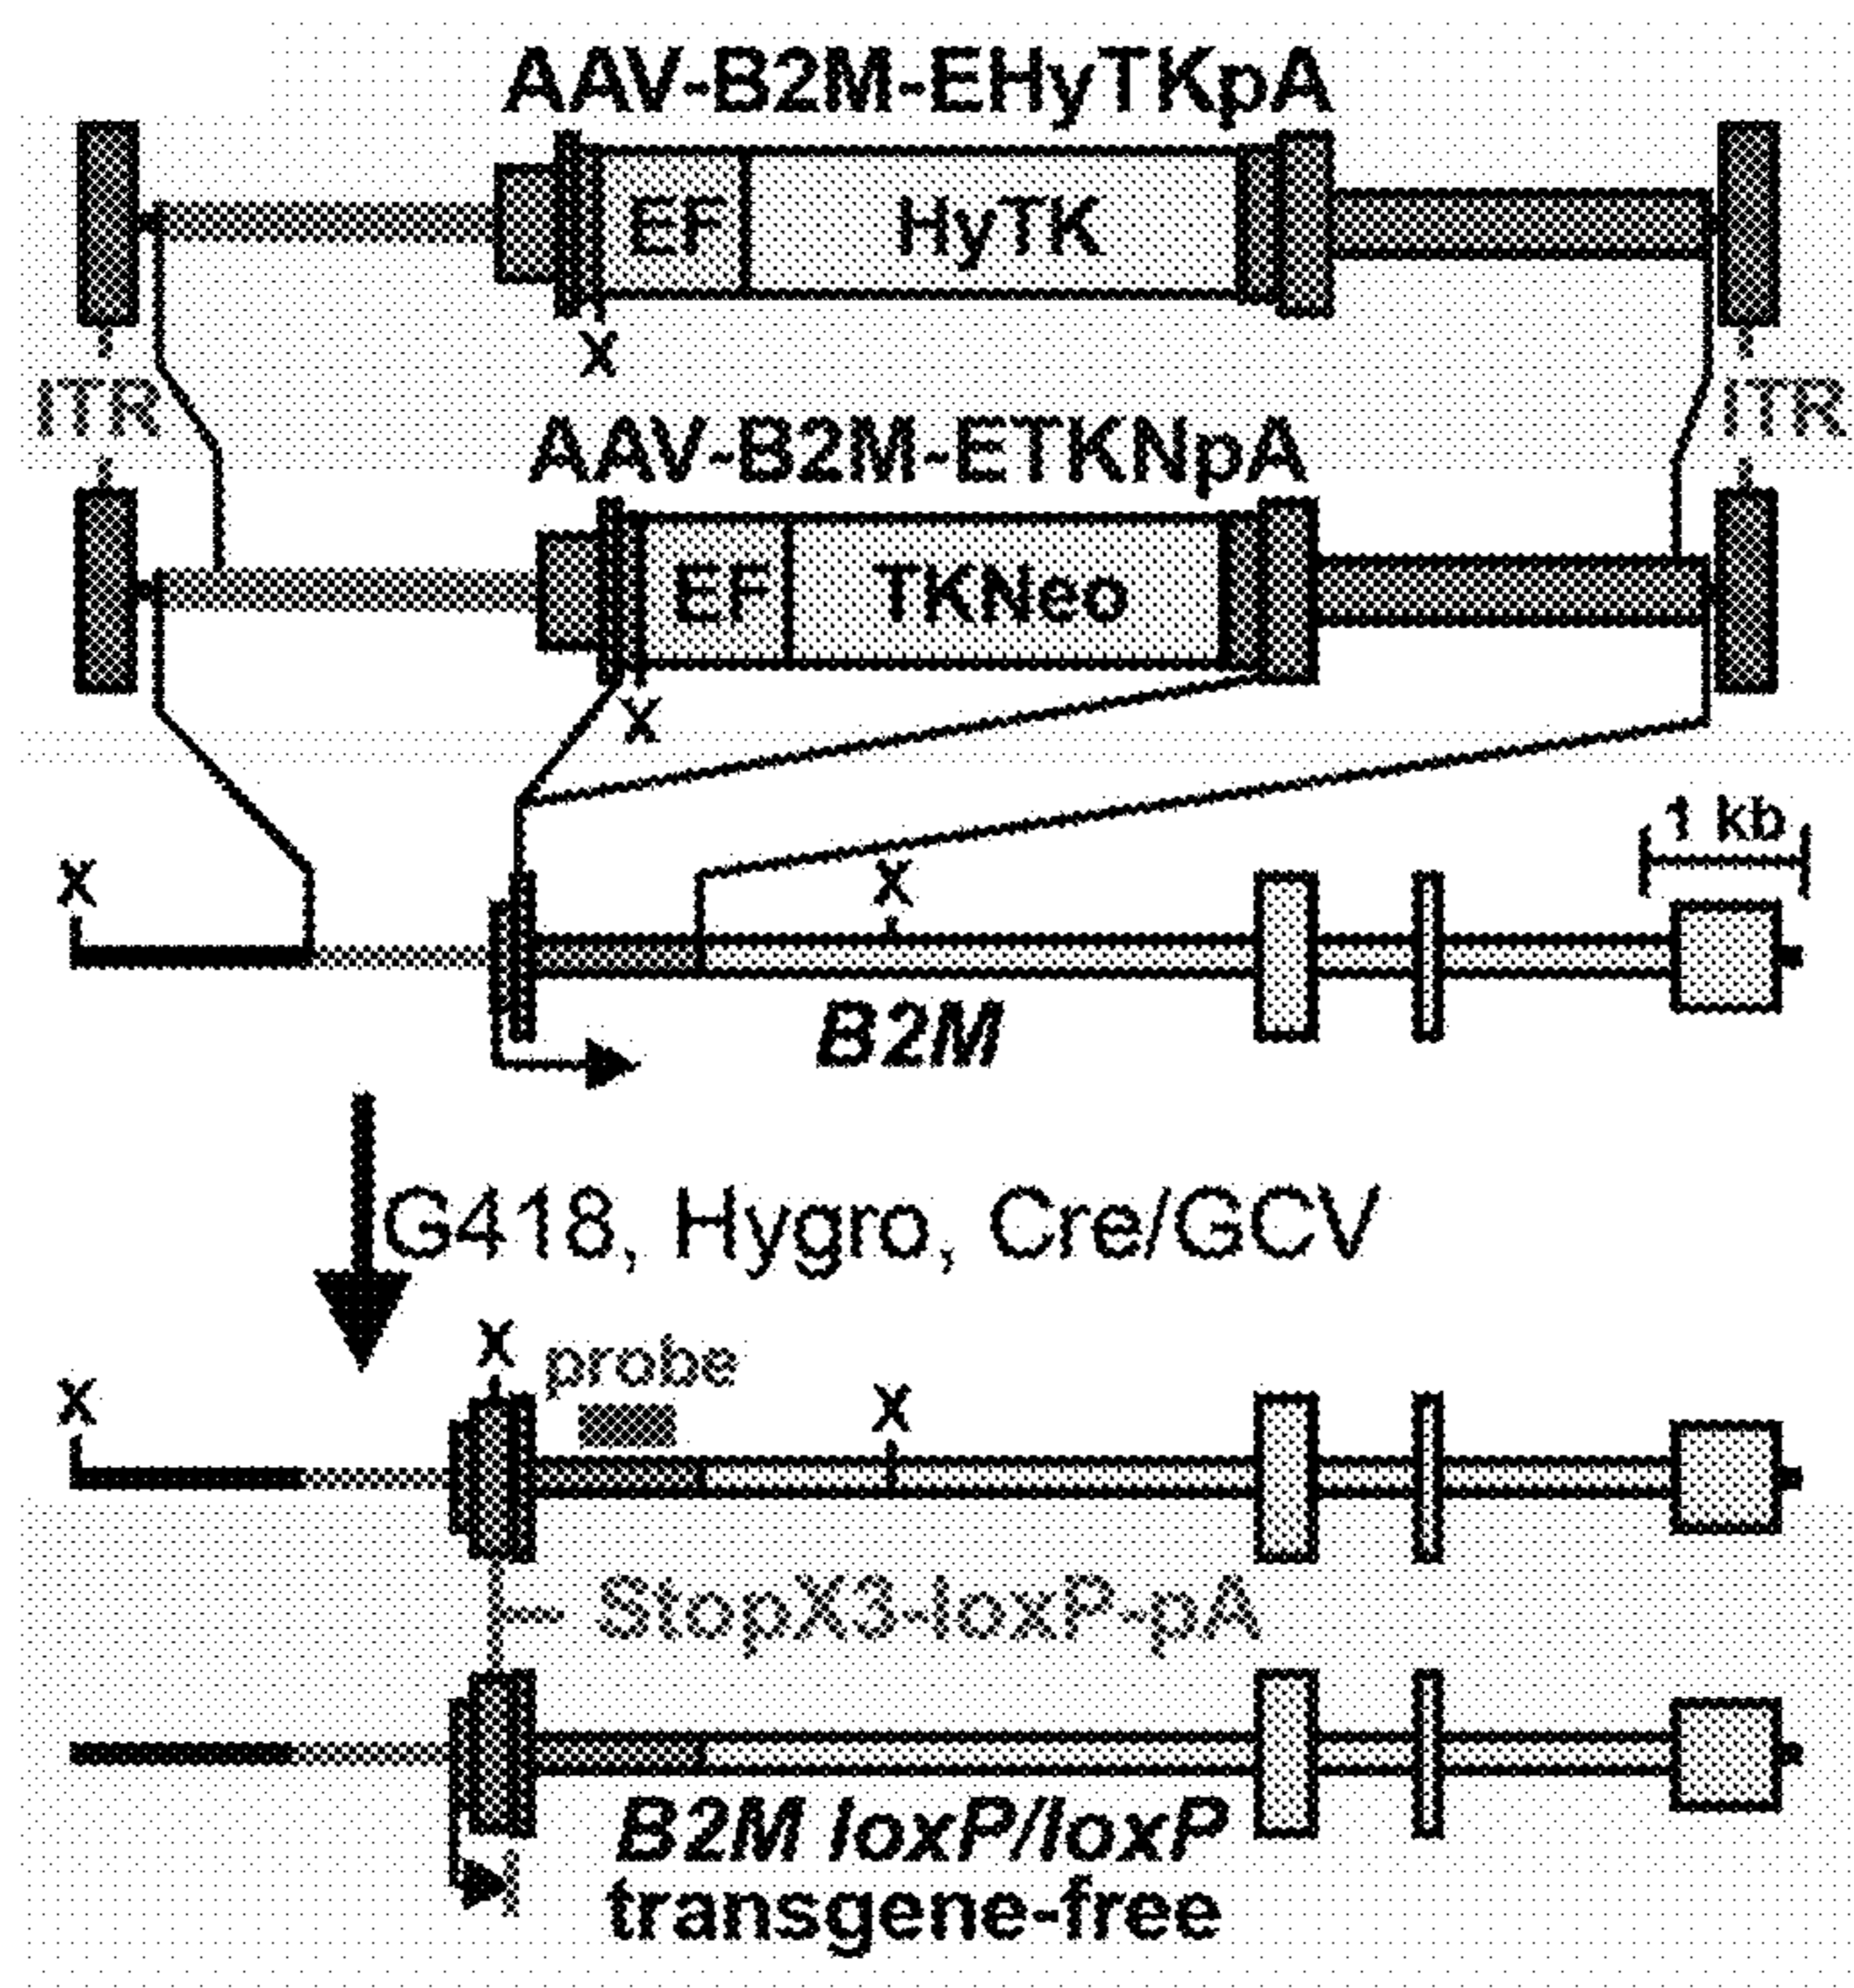 AAV-B2M-EHyTKpA
EF HyTK
X
ITR ITR
AAV-B2M-ETKNpA
EF TKNeo
X
1 kb
X X
B2M
G418, Hygro, Cre/GCV
X probe
X X
StopX3-loxP-pA
B2M loxP/loxP
transgene-free